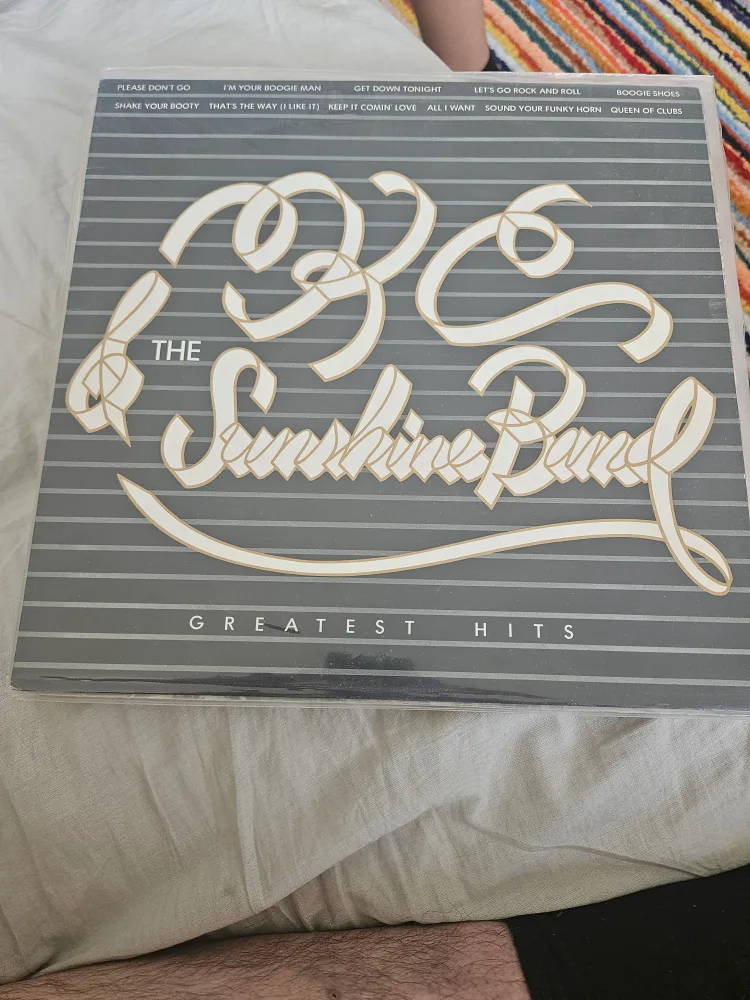 PLEASE DON'T GO I'M YOUR BOOGIE MAN GET DOWN TONIGHT LET'S GO ROCK AND ROLL BOOGIE SHOES
SHAKE YOUR BOOTY THAT'S THE WAY (I LIKE IT) KEEP IT COMIN' LOVE ALL I WANT SOUND YOUR FUNKY HORN QUEEN OF CLUBS
KC
& THE Sunshine Band
GREATEST HITS